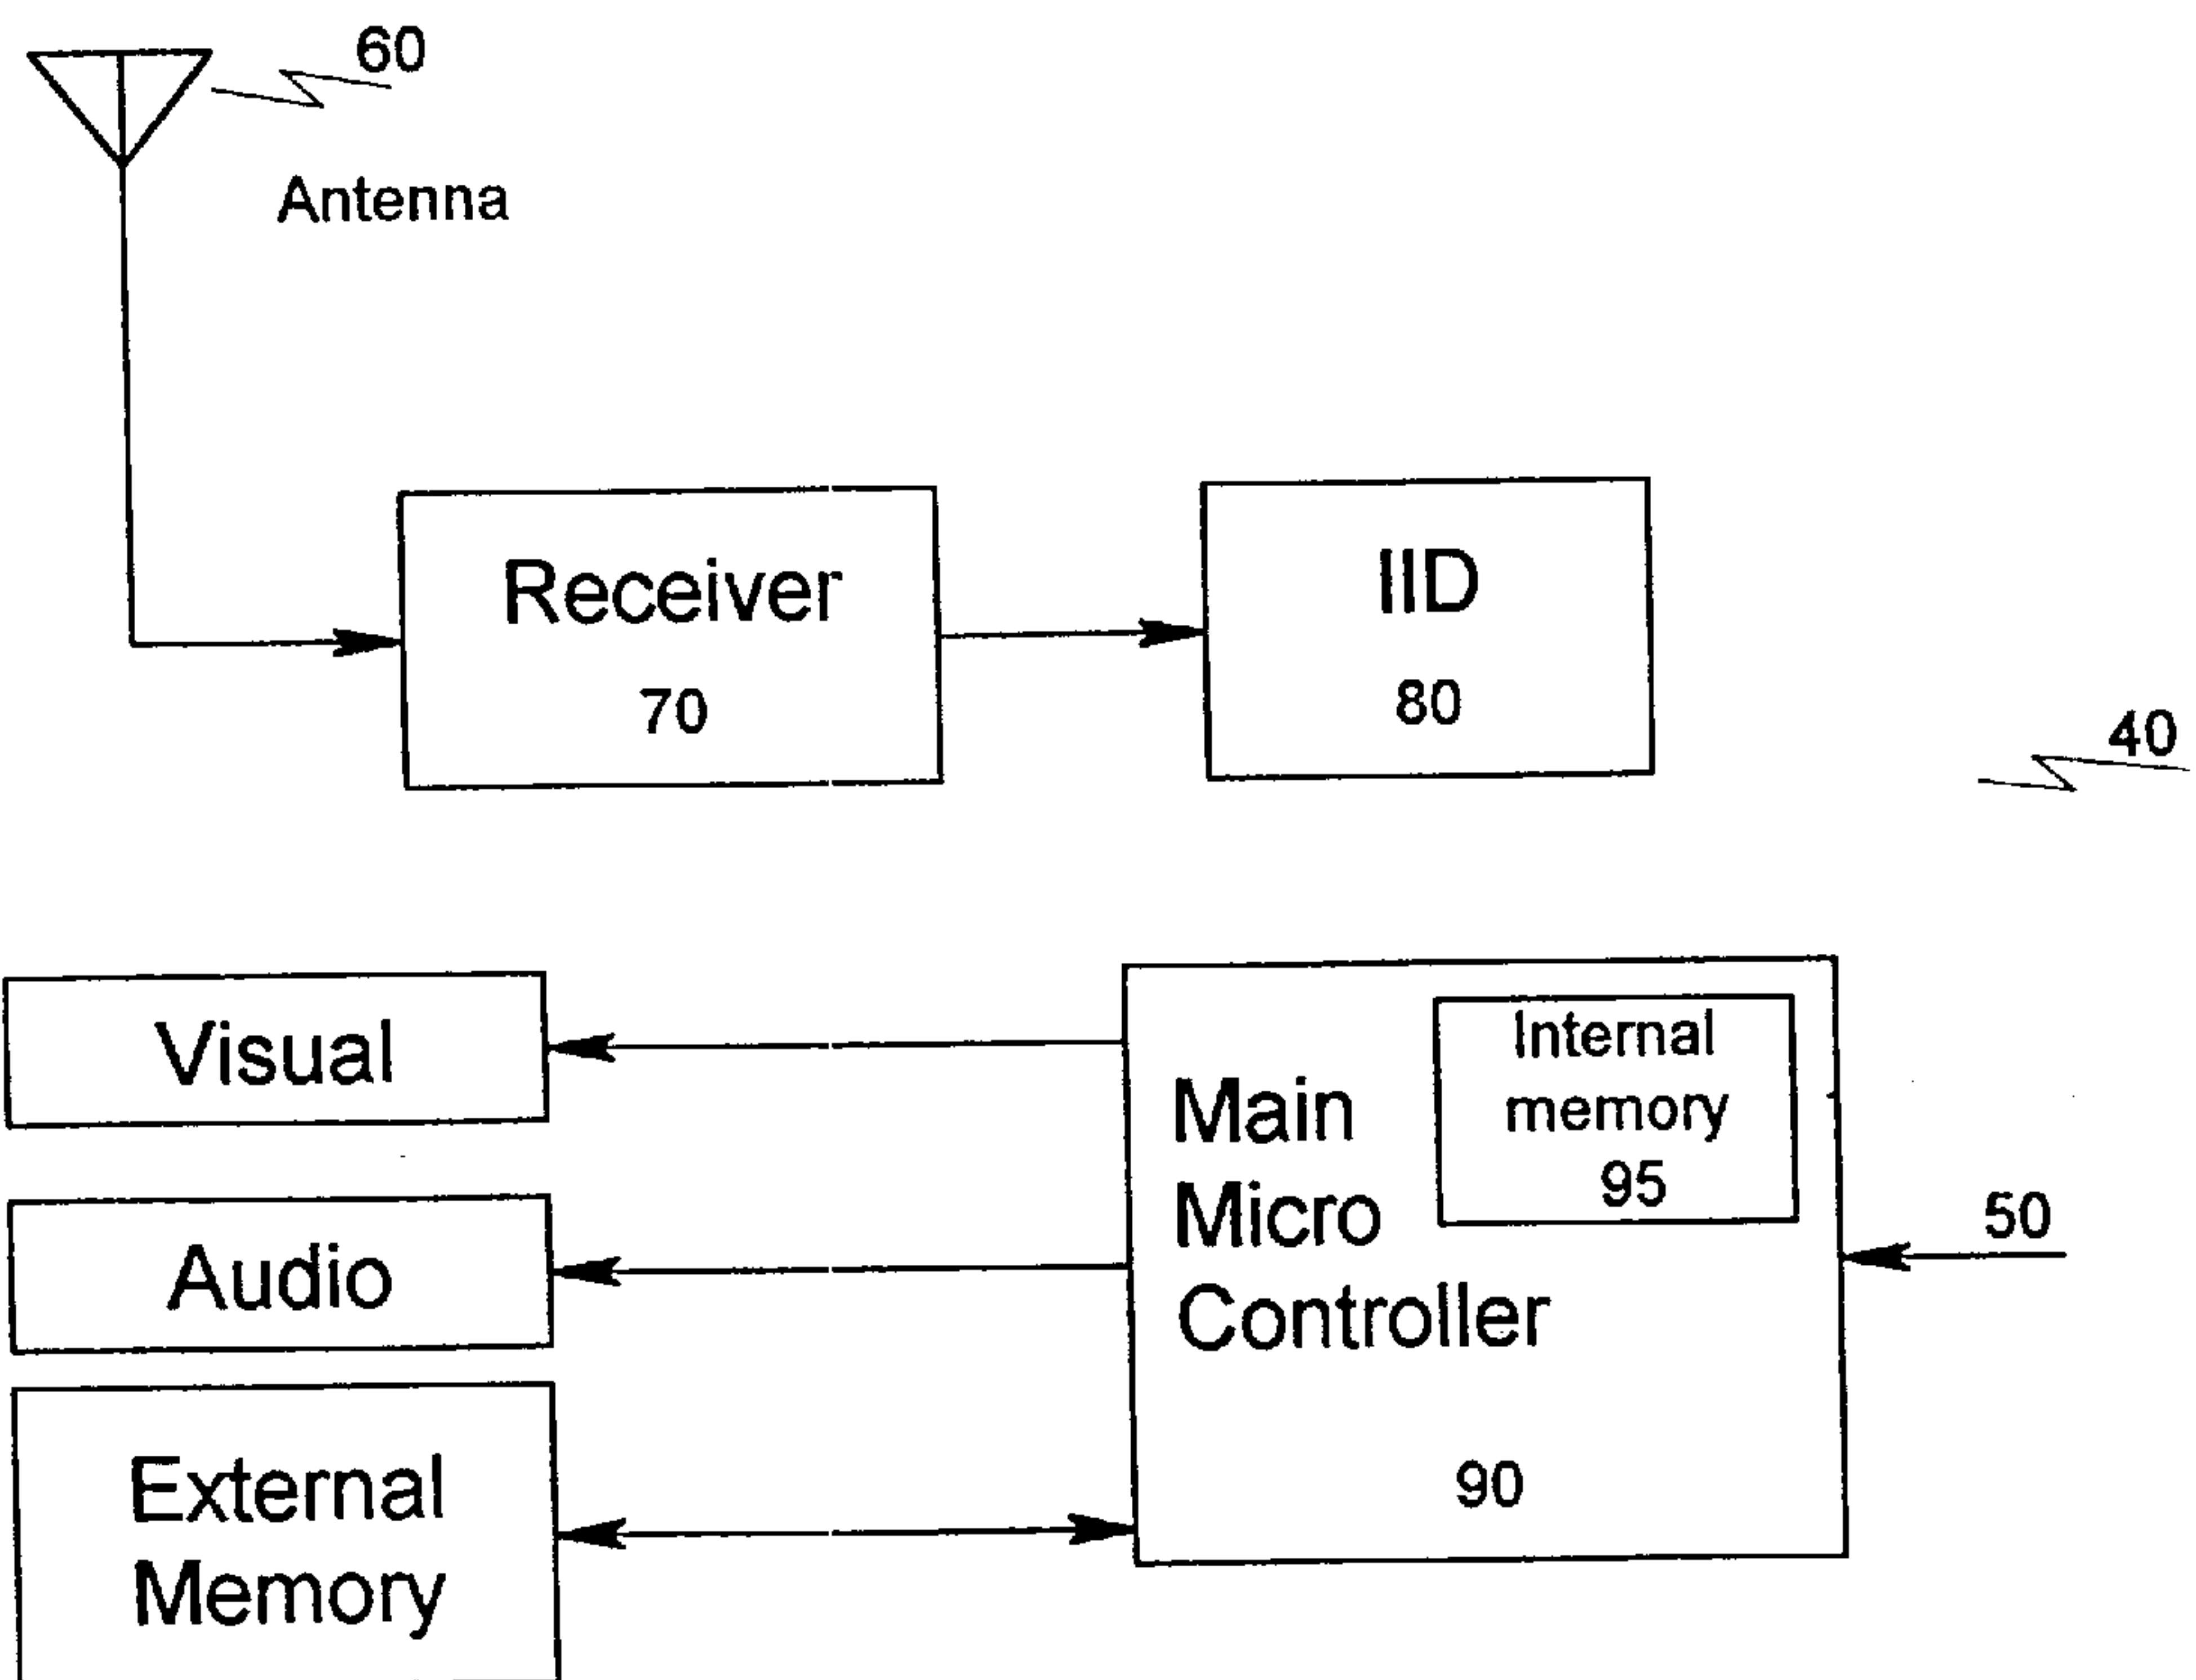 60
Antenna
Receiver
70
IID
80
40
Visual
Audio
External
Memory
Main
Micro
Controller
90
Internal
memory
95
50